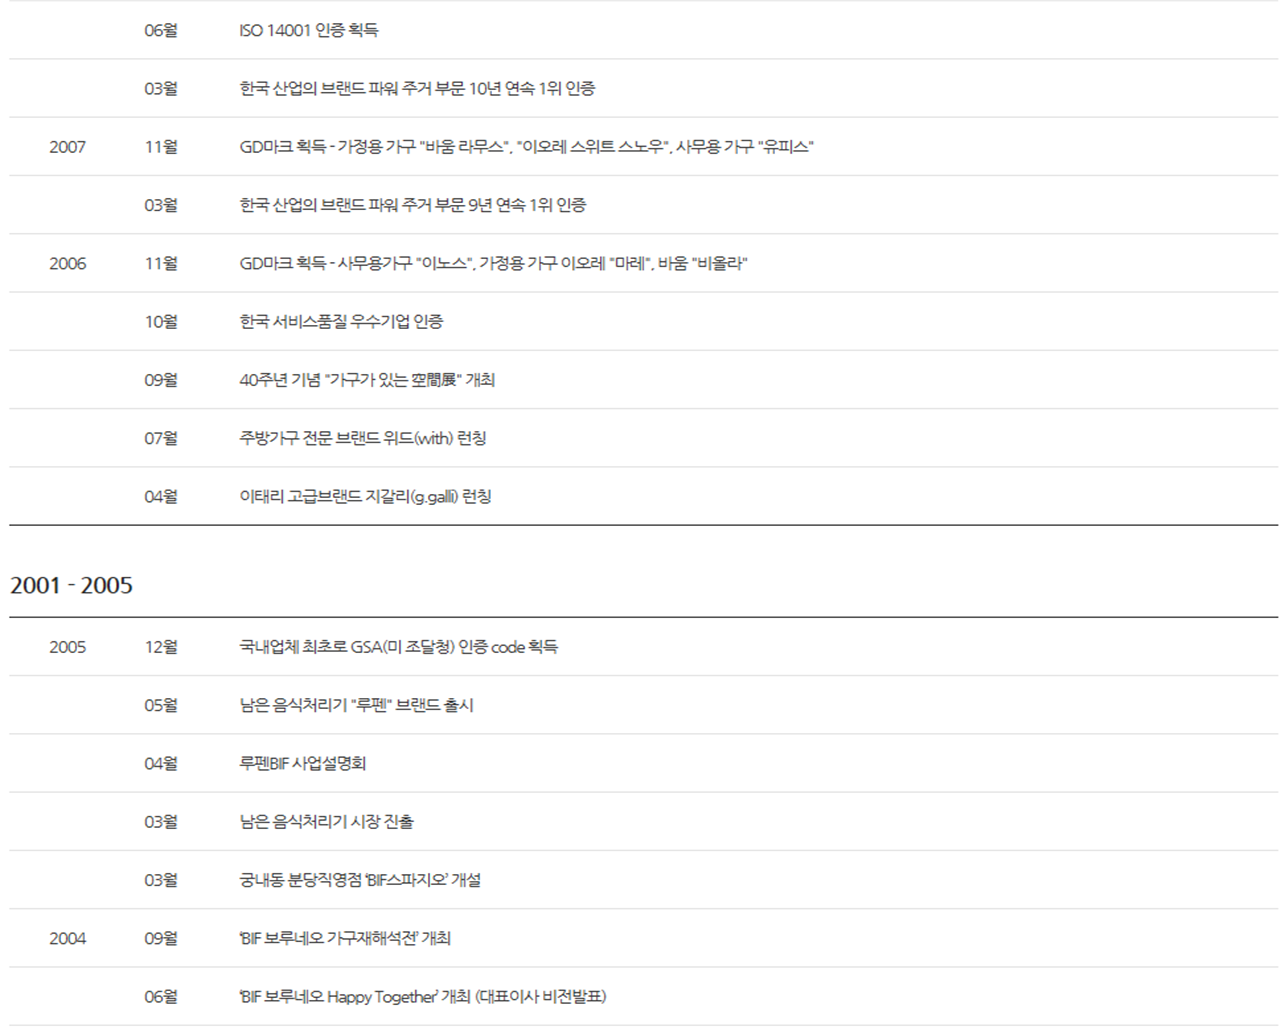 06월 ISO 14001 인증 획득
03월 한국 산업의 브랜드 파워 주거 부문 10년 연속 1위 인증
2007 11월 GD마크 획득 - 가정용 가구 "바움 라무스", "이오레 스위트 스노우", 사무용 가구 "유피스"
03월 한국 산업의 브랜드 파워 주거 부문 9년 연속 1위 인증
2006 11월 GD마크 획득 - 사무용가구 "이노스", 가정용 가구 이오레 "마레", 바움 "비올라"
10월 한국 서비스품질 우수기업 인증
09월 40주년 기념 "가구가 있는 空間展" 개최
07월 주방가구 전문 브랜드 위드(with) 런칭
04월 이태리 고급브랜드 지갈리(g.galli) 런칭
2001 - 2005
2005 12월 국내업체 최초로 GSA(미 조달청) 인증 code 획득
05월 남은 음식처리기 "루펜" 브랜드 출시
04월 루펜BIF 사업설명회
03월 남은 음식처리기 시장 진출
03월 궁내동 분당직영점 ‘BIF스파지오’ 개설
2004 09월 ‘BIF 보루네오 가구재해석전’ 개최
06월 ‘BIF 보루네오 Happy Together’ 개최 (대표이사 비전발표)